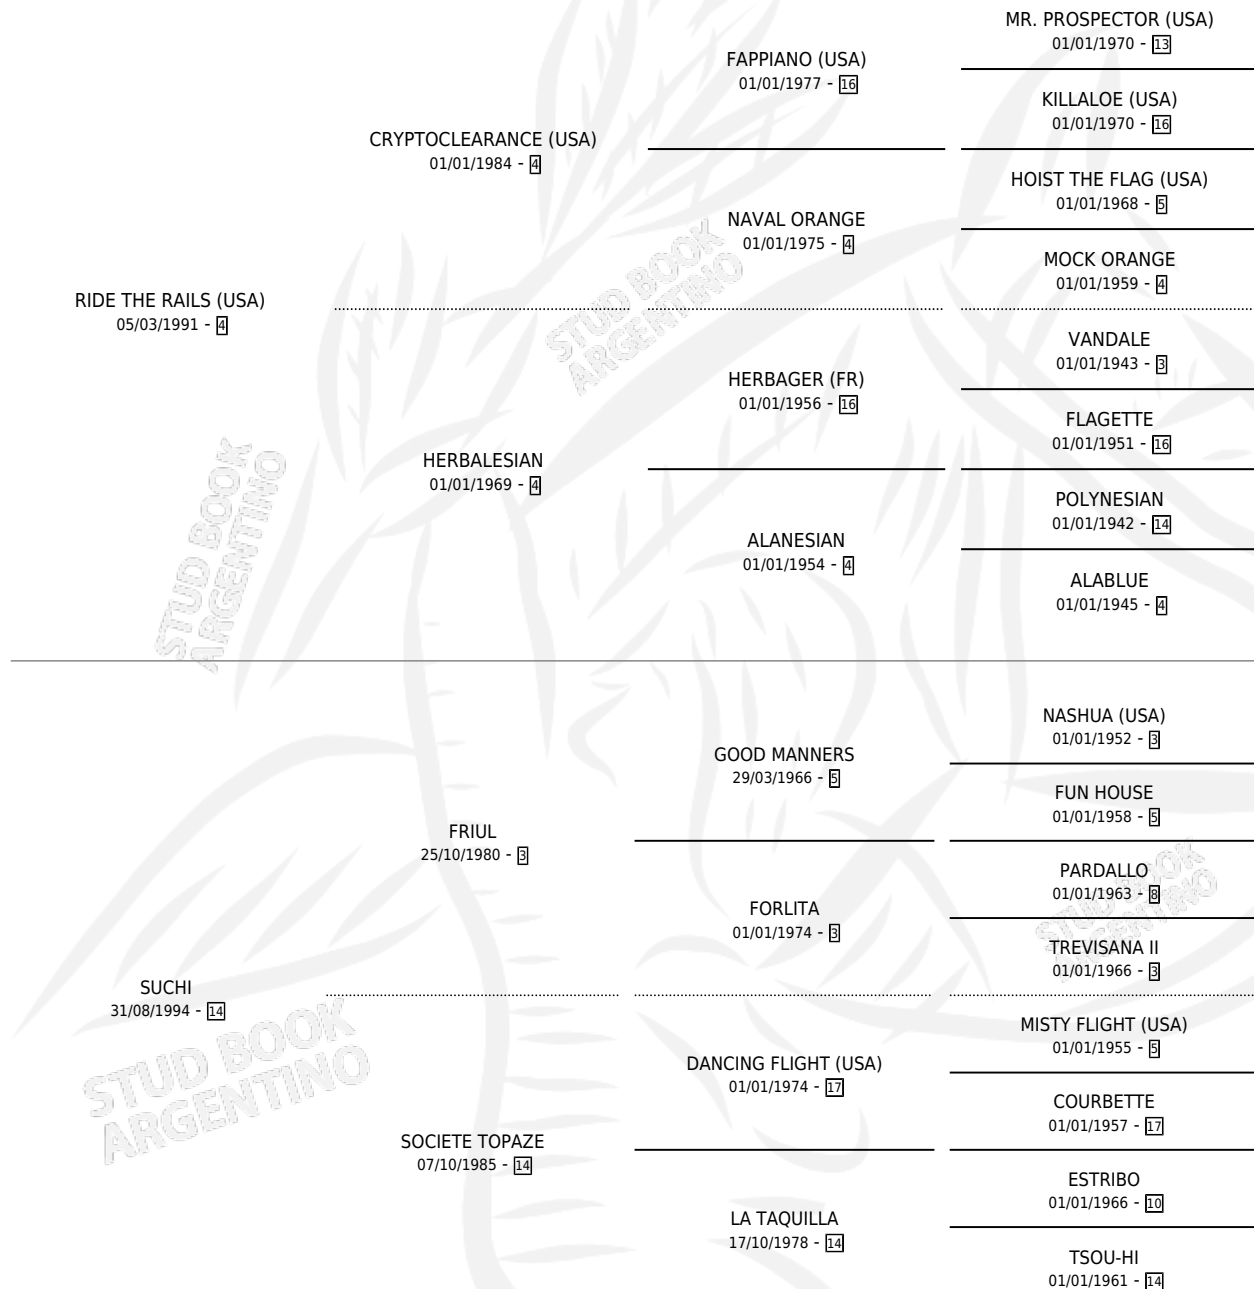 MR. PROSPECTOR (USA)
01/01/1970 - 13
FAPPIANO (USA)
01/01/1977 - 16
KILLALOE (USA)
01/01/1970 - 16
CRYPTOCLEARANCE (USA)
01/01/1984 - 4
HOIST THE FLAG (USA)
01/01/1968 - 5
NAVAL ORANGE
01/01/1975 - 4
MOCK ORANGE
01/01/1959 - 4
RIDE THE RAILS (USA)
05/03/1991 - 4
VANDALE
01/01/1943 - 3
HERBAGER (FR)
01/01/1956 - 16
FLAGETTE
01/01/1951 - 16
HERBALESIAN
01/01/1969 - 4
POLYNESIAN
01/01/1942 - 14
ALANESIAN
01/01/1954 - 4
ALABLUE
01/01/1945 - 4
NASHUA (USA)
01/01/1952 - 3
GOOD MANNERS
29/03/1966 - 5
FUN HOUSE
01/01/1958 - 5
FRIUL
25/10/1980 - 3
PARDALLO
01/01/1963 - 8
FORLITA
01/01/1974 - 3
TREVISANA II
01/01/1966 - 3
SUCHI
31/08/1994 - 14
MISTY FLIGHT (USA)
01/01/1955 - 5
DANCING FLIGHT (USA)
01/01/1974 - 17
COURBETTE
01/01/1957 - 17
SOCIETE TOPAZE
07/10/1985 - 14
ESTRIBO
01/01/1966 - 10
LA TAQUILLA
17/10/1978 - 14
TSOU-HI
01/01/1961 - 14
STUD BOOK
ARGENTINO
STUD BOOK
ARGENTINO
STUD BOOK
ARGENTINO
STUD BOOK
ARGENTINO